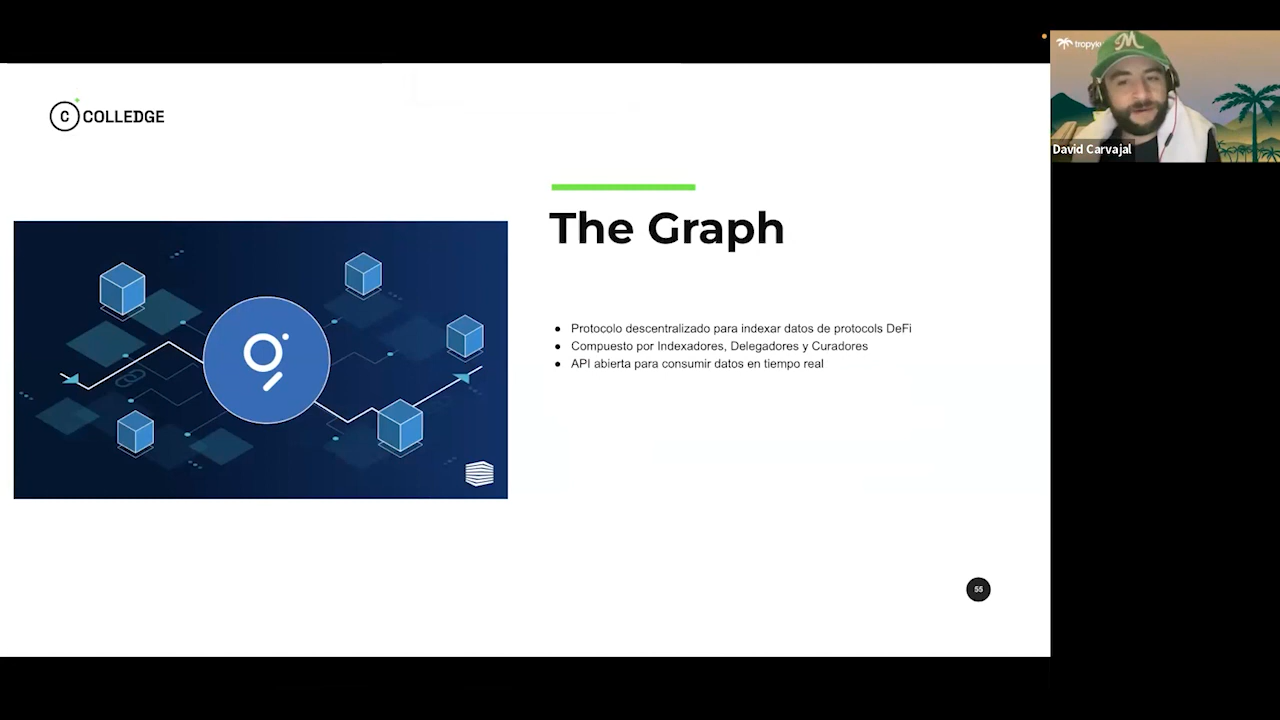 C COLLEDGE
The Graph
● Protocolo descentralizado para indexar datos de protocols DeFi
● Compuesto por Indexadores, Delegadores y Curadores
● API abierta para consumir datos en tiempo real
55
tropyk
M
David Carvajal